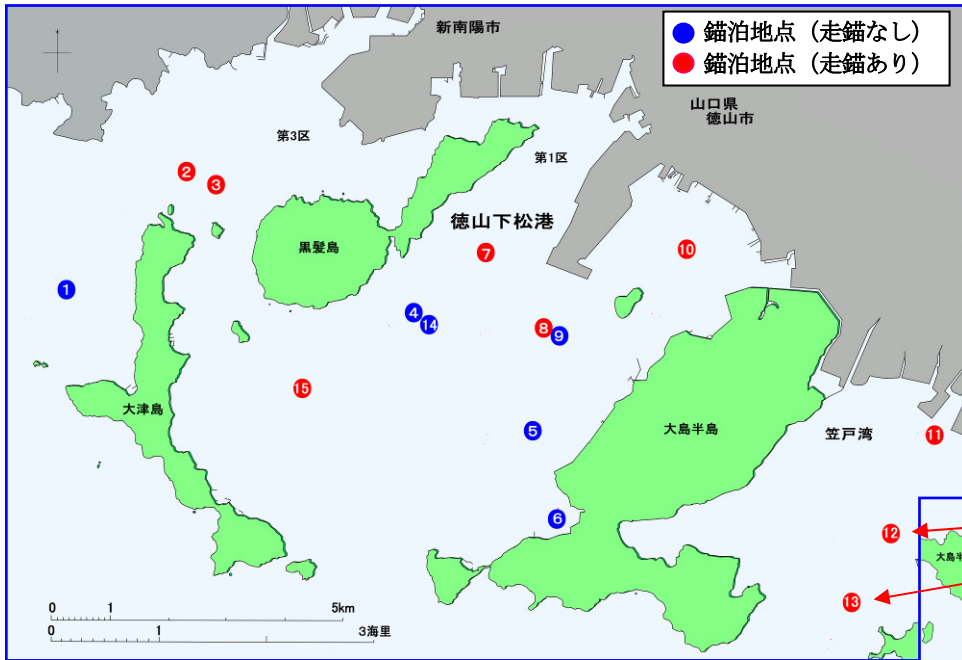 新南陽市
錨泊地点（走錨なし）
錨泊地点（走錨あり）
山口県
徳山市
第3区
第1区
2
3
徳山下松港
黒髪島
7
10
1
4
14
8
9
15
大津島
5
大島半島
笠戸湾
11
6
12
大島半
13
0 1 5km
0 1 3海里